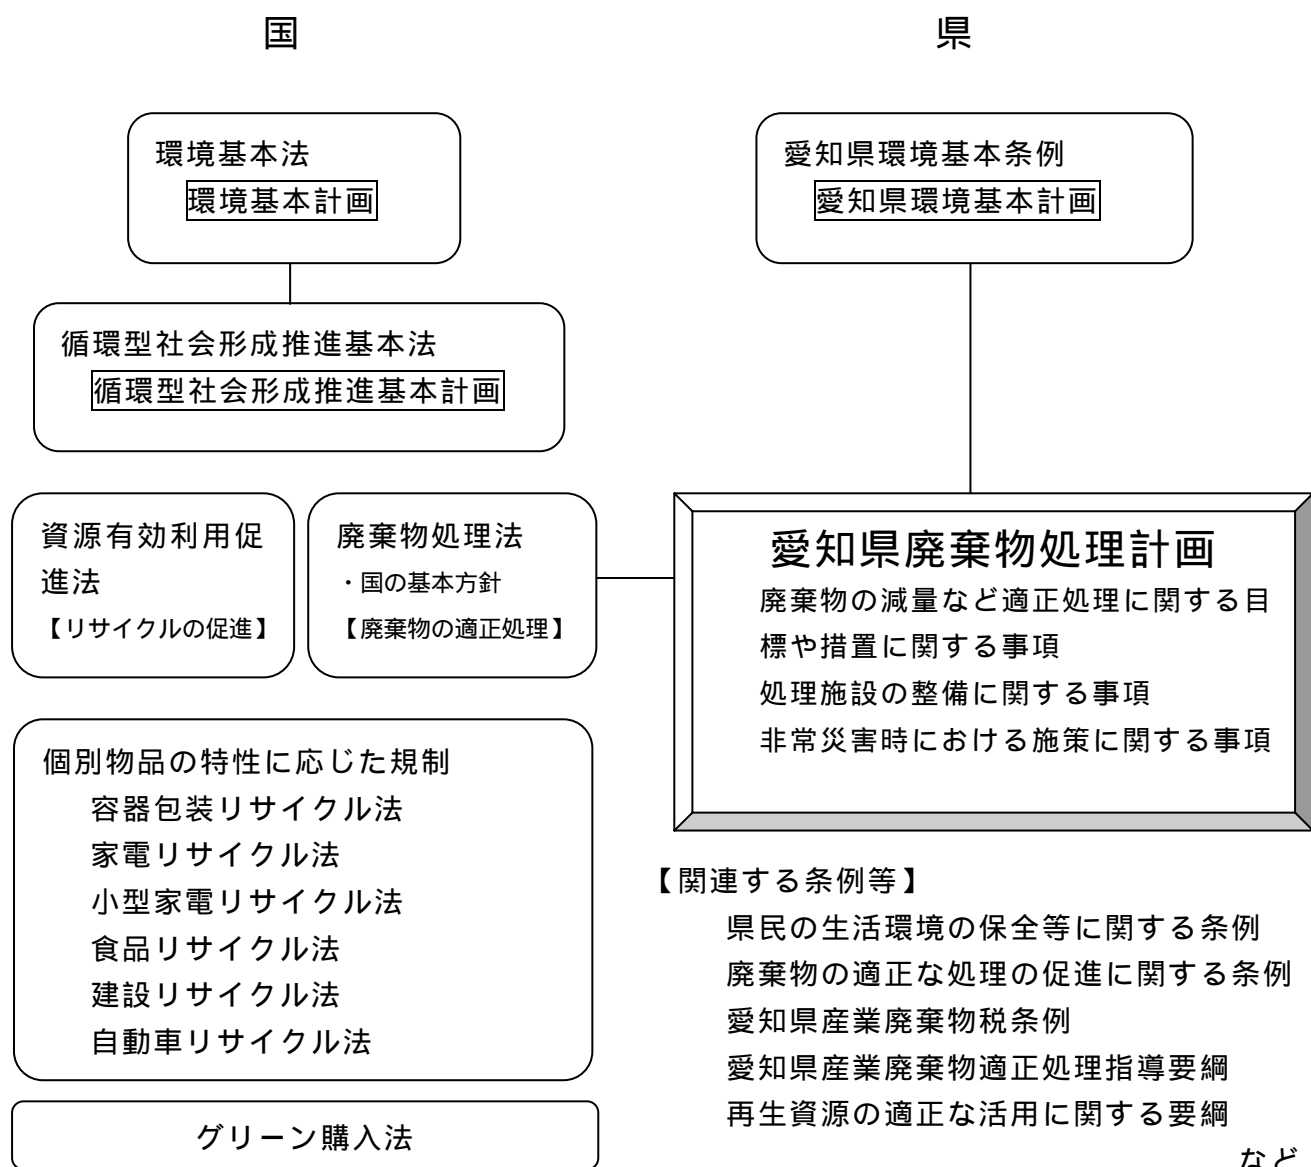 国
県
環境基本法
環境基本計画
愛知県環境基本条例
愛知県環境基本計画
循環型社会形成推進基本法
循環型社会形成推進基本計画
資源有効利用促
進法
【リサイクルの促進】
廃棄物処理法
・国の基本方針
【廃棄物の適正処理】
愛知県廃棄物処理計画
廃棄物の減量など適正処理に関する目
標や措置に関する事項
処理施設の整備に関する事項
非常災害時における施策に関する事項
個別物品の特性に応じた規制
容器包装リサイクル法
家電リサイクル法
小型家電リサイクル法
食品リサイクル法
建設リサイクル法
自動車リサイクル法
グリーン購入法
【関連する条例等】
県民の生活環境の保全等に関する条例
廃棄物の適正な処理の促進に関する条例
愛知県産業廃棄物税条例
愛知県産業廃棄物適正処理指導要綱
再生資源の適正な活用に関する要綱
など